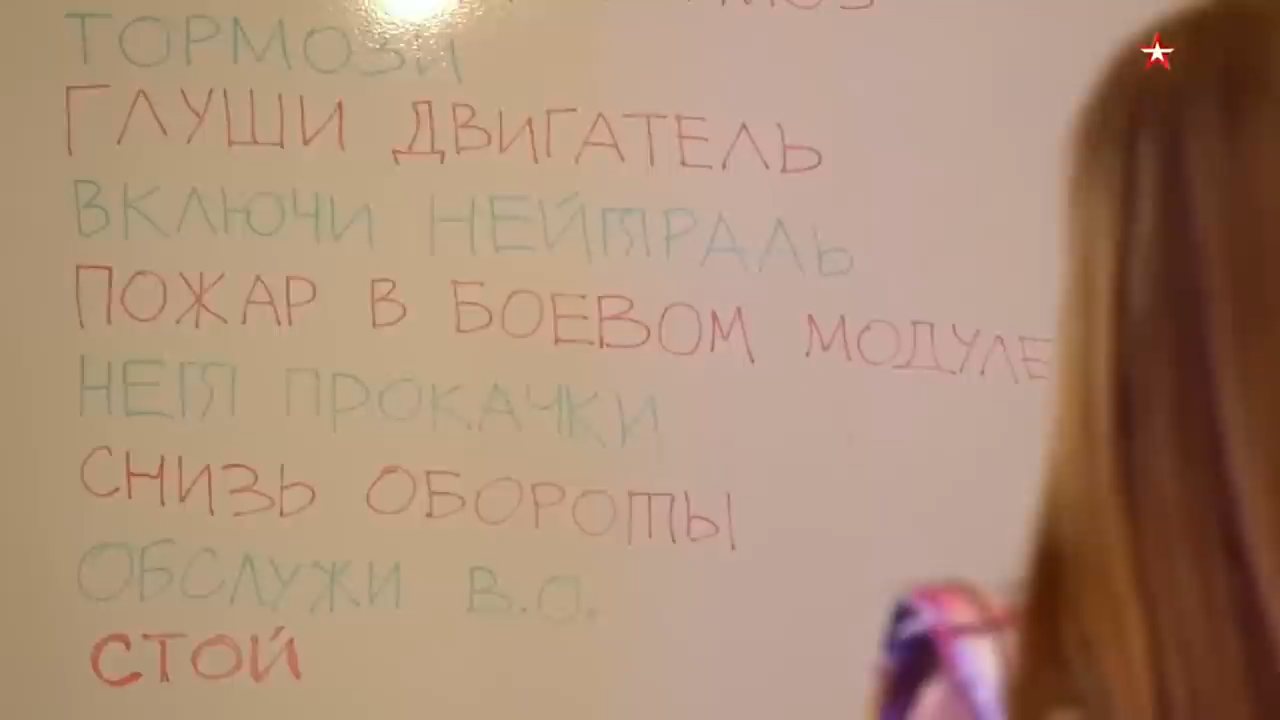 ТОРМОЗИ
ГЛУШИ ДВИГАТЕЛЬ
ВКЛЮЧИ НЕЙТРАЛЬ
ПОЖАР В БОЕВОМ МОДУЛЕ
НЕТ ПРОКАЧКИ
СНИЗЬ ОБОРОТЫ
ОБСЛУЖИ В.О.
СТОЙ